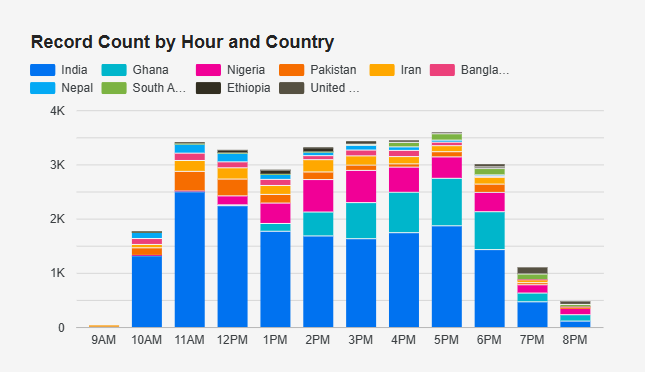 Record Count by Hour and Country
India Ghana Nigeria Pakistan Iran Bangla...
Nepal South A... Ethiopia United ...
4K
3K
2K
1K
0
9AM 10AM 11AM 12PM 1PM 2PM 3PM 4PM 5PM 6PM 7PM 8PM